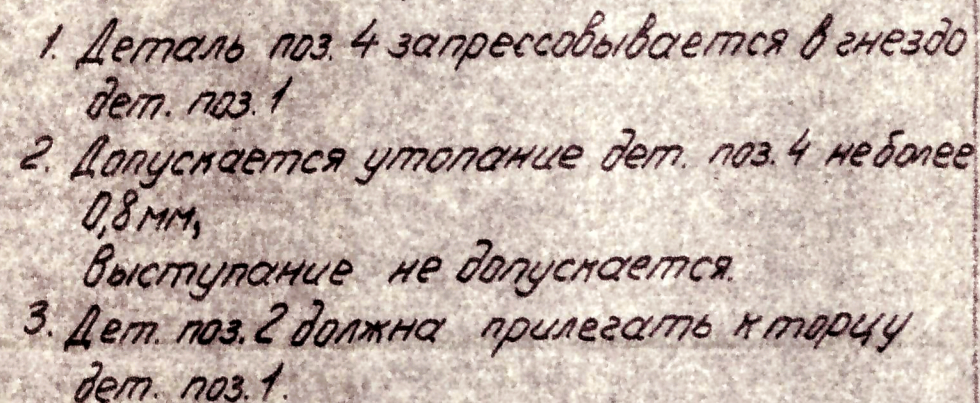 1. Деталь поз. 4 запрессовывается в гнездо
дет. поз. 1
2. Допускается утопание дет. поз. 4 не более
0,8 мм,
выступание не допускается.
3. Дет. поз. 2 должна прилегать к торцу
дет. поз. 1.